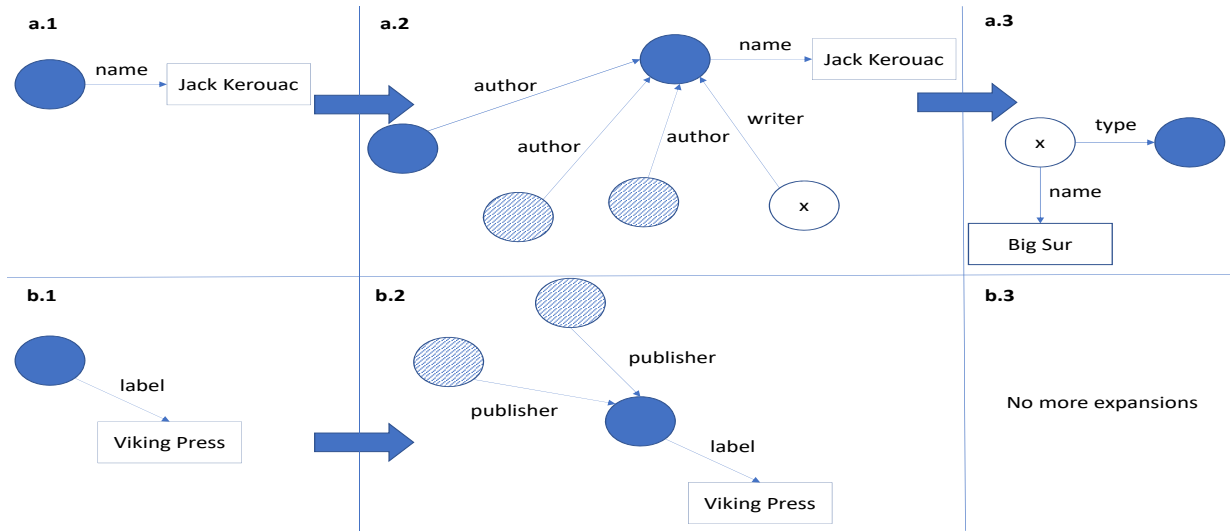 a.1
name
Jack Kerouac
a.2
name
Jack Kerouac
author
author
author
writer
x
a.3
x
type
name
Big Sur
b.1
label
Viking Press
b.2
publisher
publisher
label
Viking Press
b.3
No more expansions